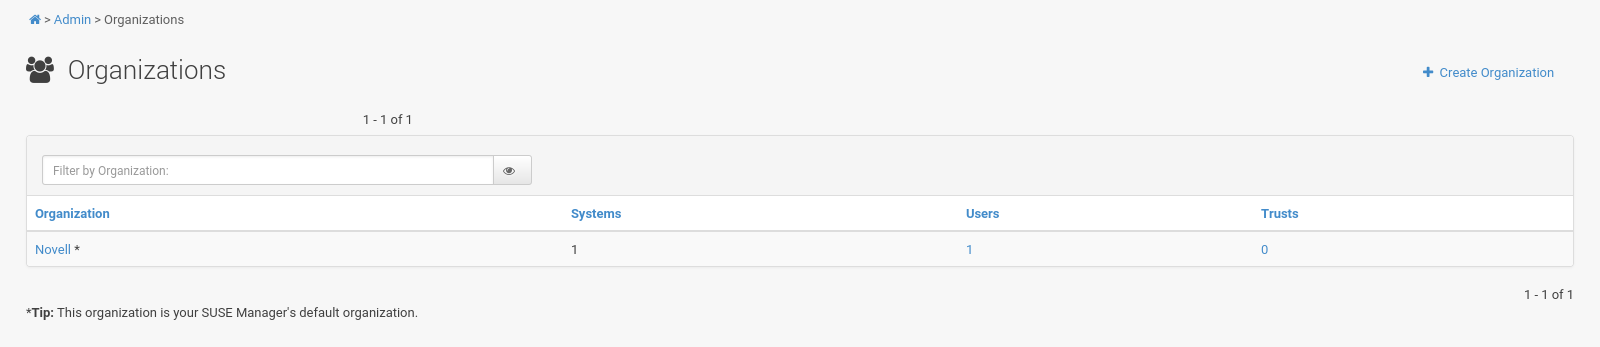 > Admin > Organizations
Organizations
Create Organization
1 - 1 of 1
Filter by Organization:
Organization Systems Users Trusts
Novell * 1 1 0
1 - 1 of 1
*Tip: This organization is your SUSE Manager's default organization.